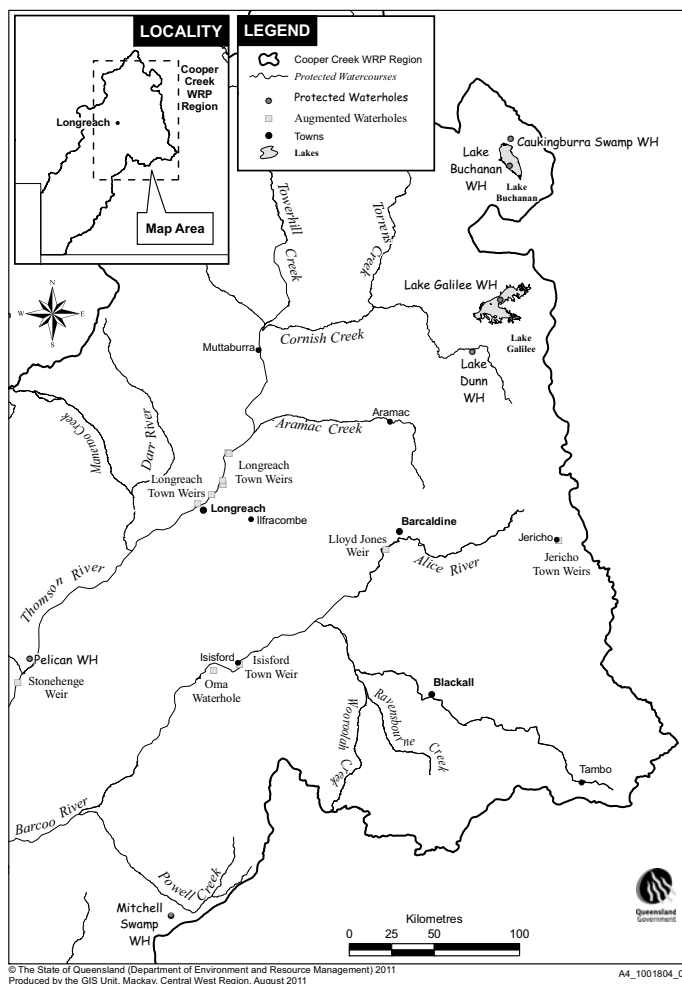 LOCALITY
Cooper
Creek
WRP
Region
Longreach
Map Area
LEGEND
Cooper Creek WRP Region
Protected Watercourses
Protected Waterholes
Augmented Waterholes
Towns
Lakes
Caukingburra Swamp WH
Lake
Buchanan
WH
Lake
Buchanan
Towerhill
Creek
Torrens
Creek
N
W
E
S
Lake Galilee WH
Lake
Galilee
Cornish Creek
Muttaburra
Lake
Dunn
WH
Maneroo Creek
Darr River
Aramac
Aramac Creek
Longreach
Town Weirs
Longreach
Town Weirs
Longreach
Ilfracombe
Barcaldine
Lloyd Jones
Weir
Alice River
Jericho
Jericho
Town Weirs
Thomson River
Pelican WH
Stonehenge
Weir
Isisford
Isisford
Town Weir
Oma
Waterhole
Blackall
Ravensbourne
Creek
Wooroolah
Creek
Tambo
Barcoo River
Powell Creek
Mitchell
Swamp
WH
Kilometres
0 25 50 100
Queensland
Government
© The State of Queensland (Department of Environment and Resource Management) 2011
Produced by the GIS Unit, Mackay, Central West Region, August 2011
A4_1001804_0